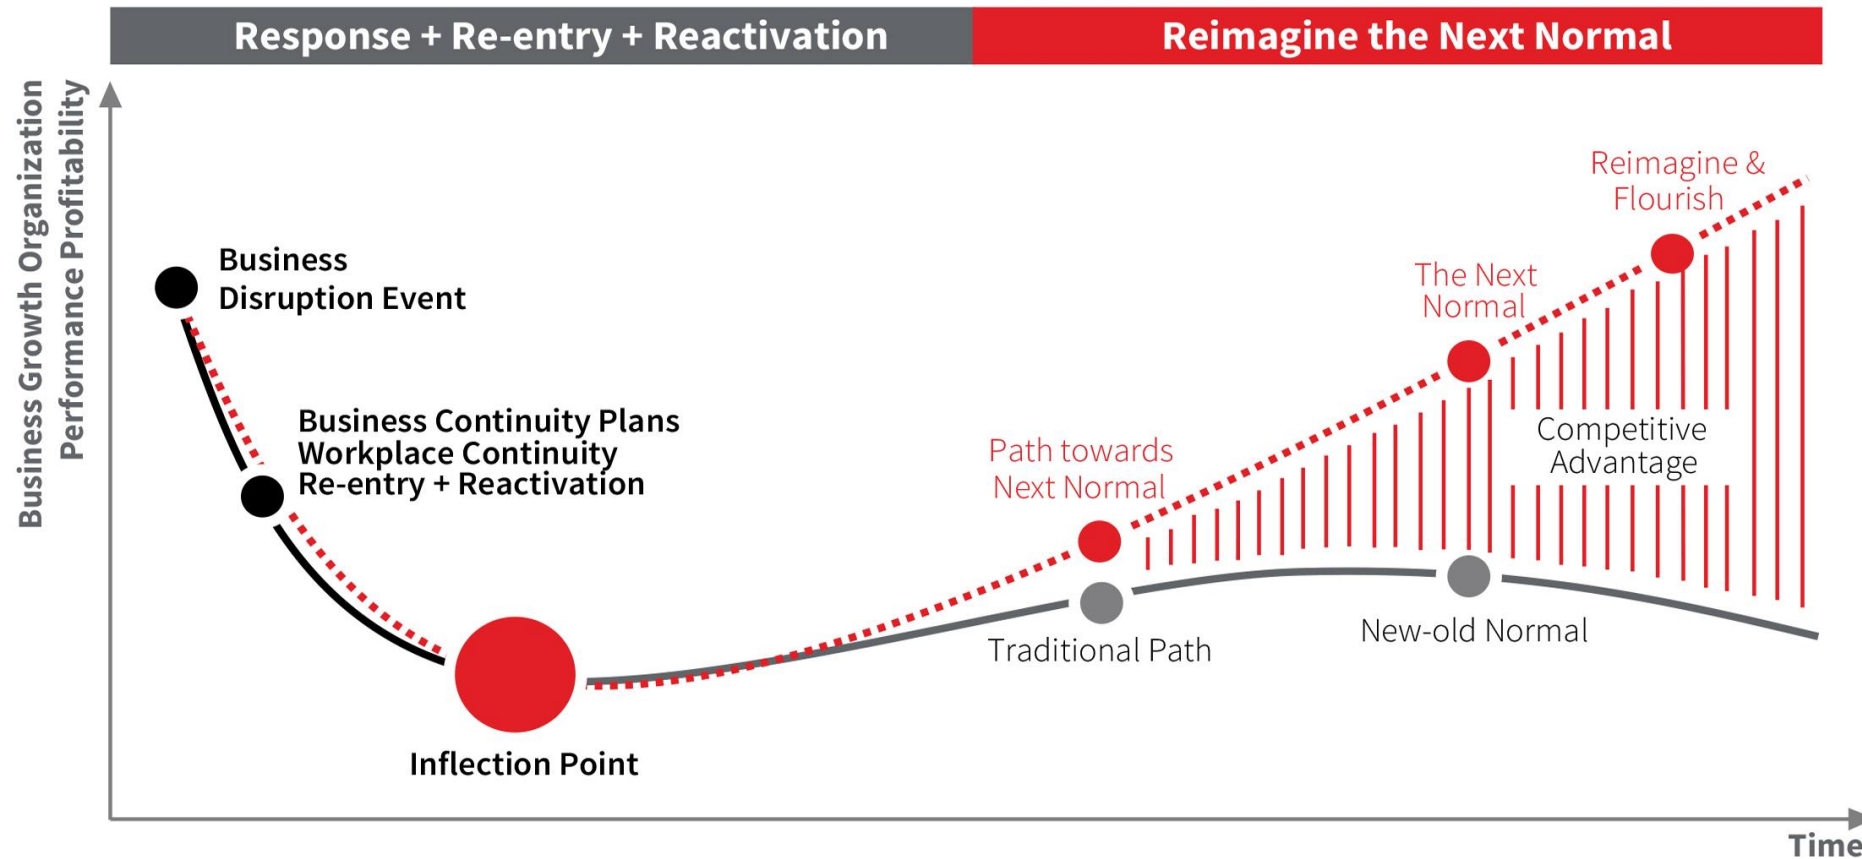 Response + Re-entry + Reactivation
Reimagine the Next Normal
Business Growth Organization
Performance Profitability
Business
Disruption Event
Business Continuity Plans
Workplace Continuity
Re-entry + Reactivation
Inflection Point
Path towards
Next Normal
Traditional Path
The Next
Normal
New-old Normal
Reimagine &
Flourish
Competitive
Advantage
Time